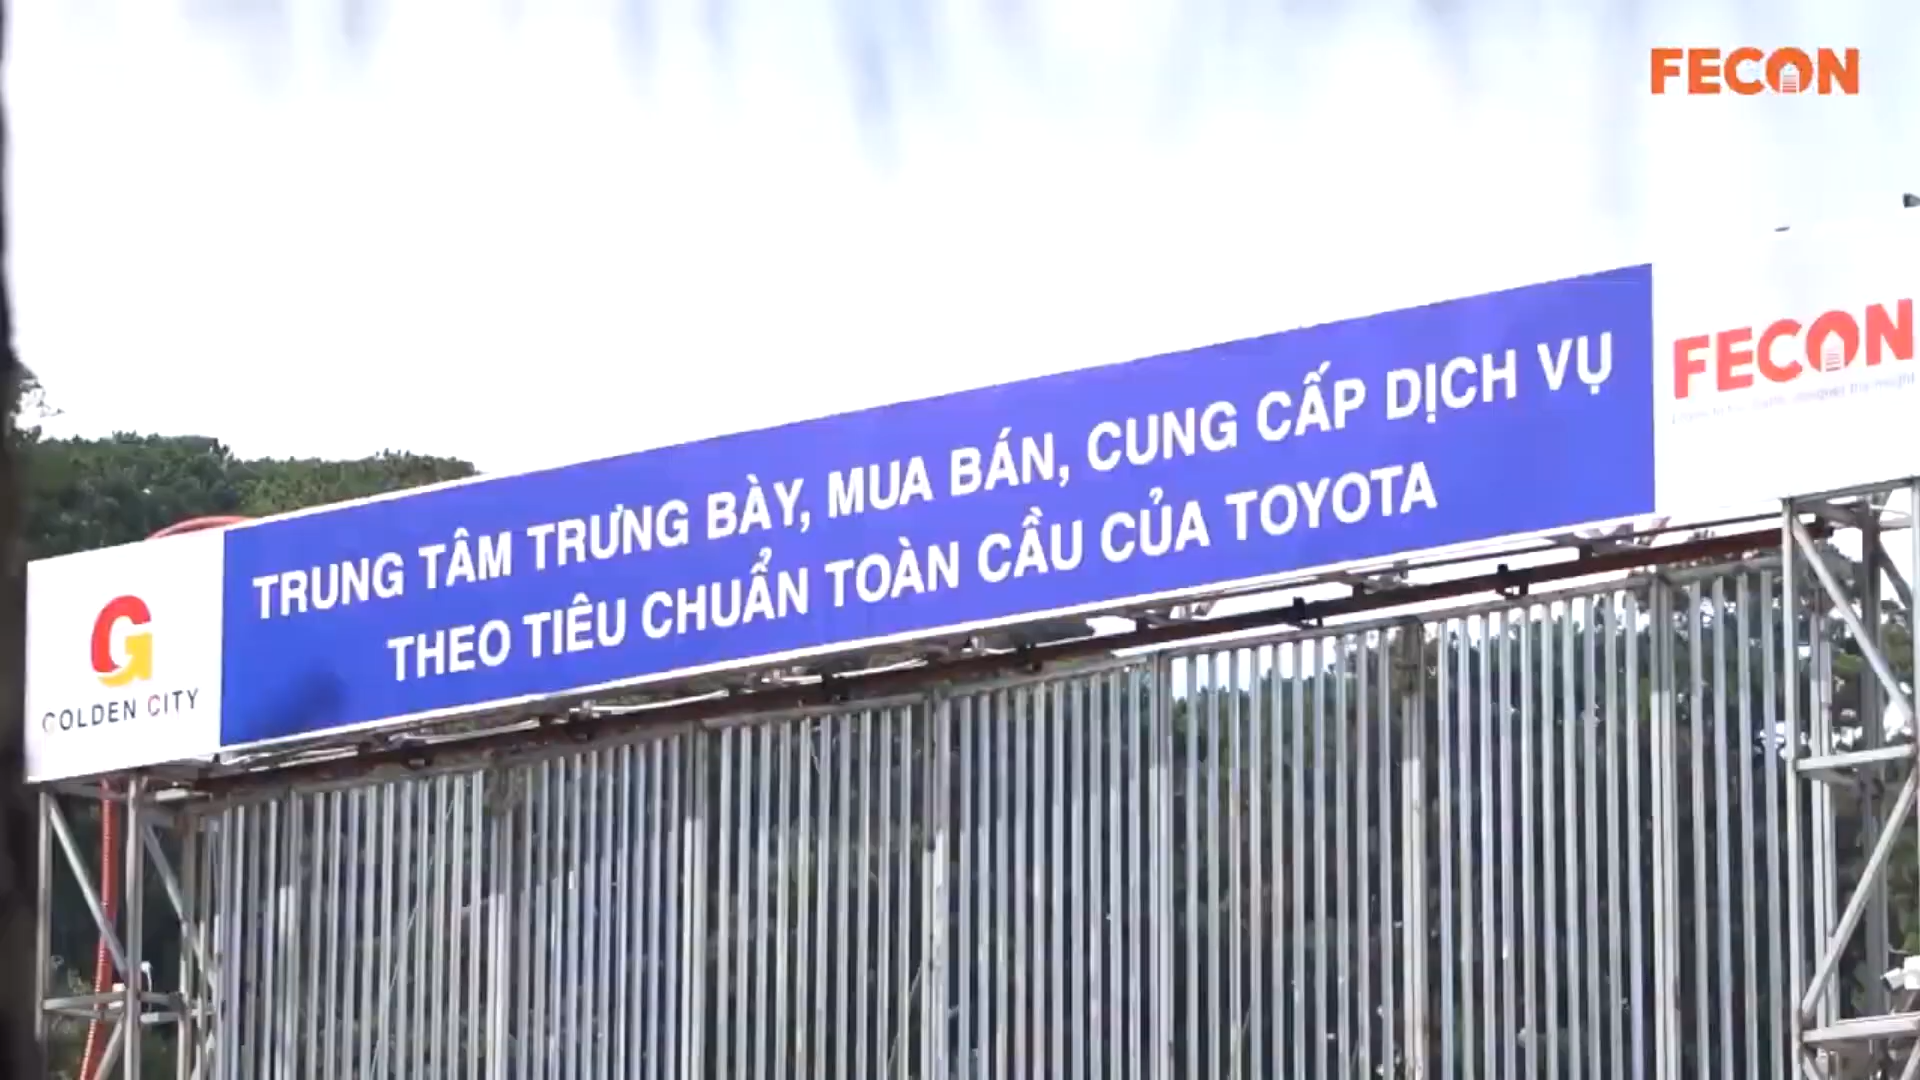 FECON
FECON
TRUNG TÂM TRƯNG BÀY, MUA BÁN, CUNG CẤP DỊCH VỤ
THEO TIÊU CHUẨN TOÀN CẦU CỦA TOYOTA
G
GOLDEN CITY